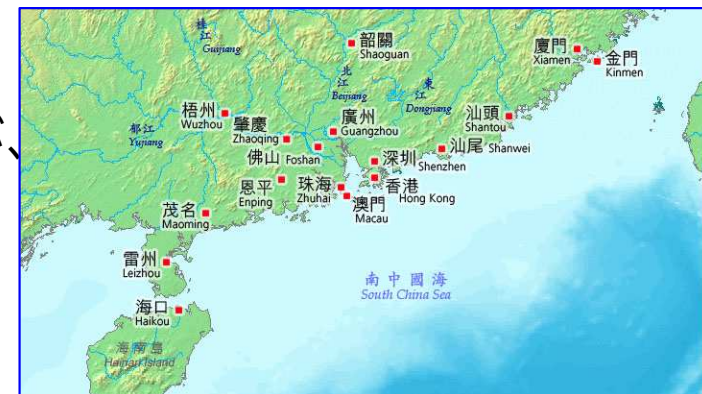 桂江
Guijiang
韶關
Shaoguan
廈門
Xiamen
金門
Kinmen
北江
Beijiang
東江
Dongjiang
梧州
Wuzhou
鬱江
Yujiang
肇慶
Zhaoqing
廣州
Guangzhou
汕頭
Shantou
佛山 Foshan
深圳
Shenzhen
汕尾 Shanwei
恩平
Enping
珠海
Zhuhai
香港
Hong Kong
澳門
Macau
茂名
Maoming
雷州
Leizhou
南中國海
South China Sea
海口
Haikou
海南島
Hainan Island